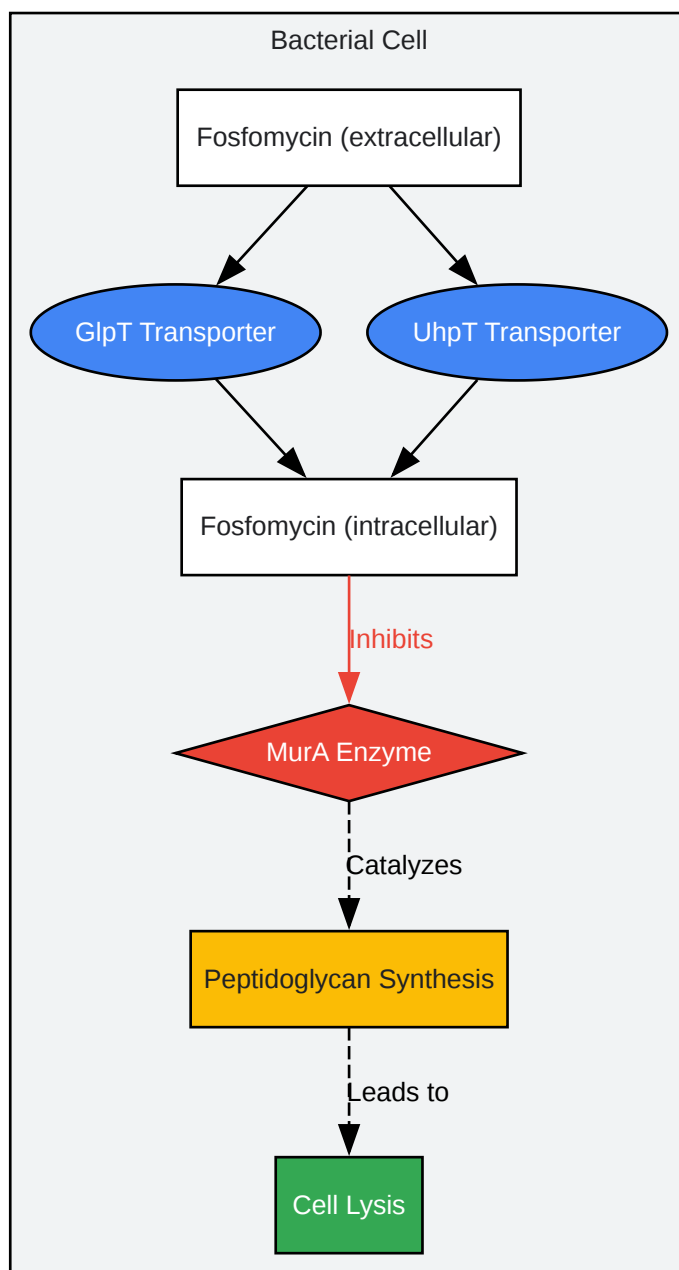 Bacterial Cell
Fosfomycin (extracellular)
GlpT Transporter
UhpT Transporter
Fosfomycin (intracellular)
Inhibits
MurA Enzyme
Catalyzes
Peptidoglycan Synthesis
Leads to
Cell Lysis